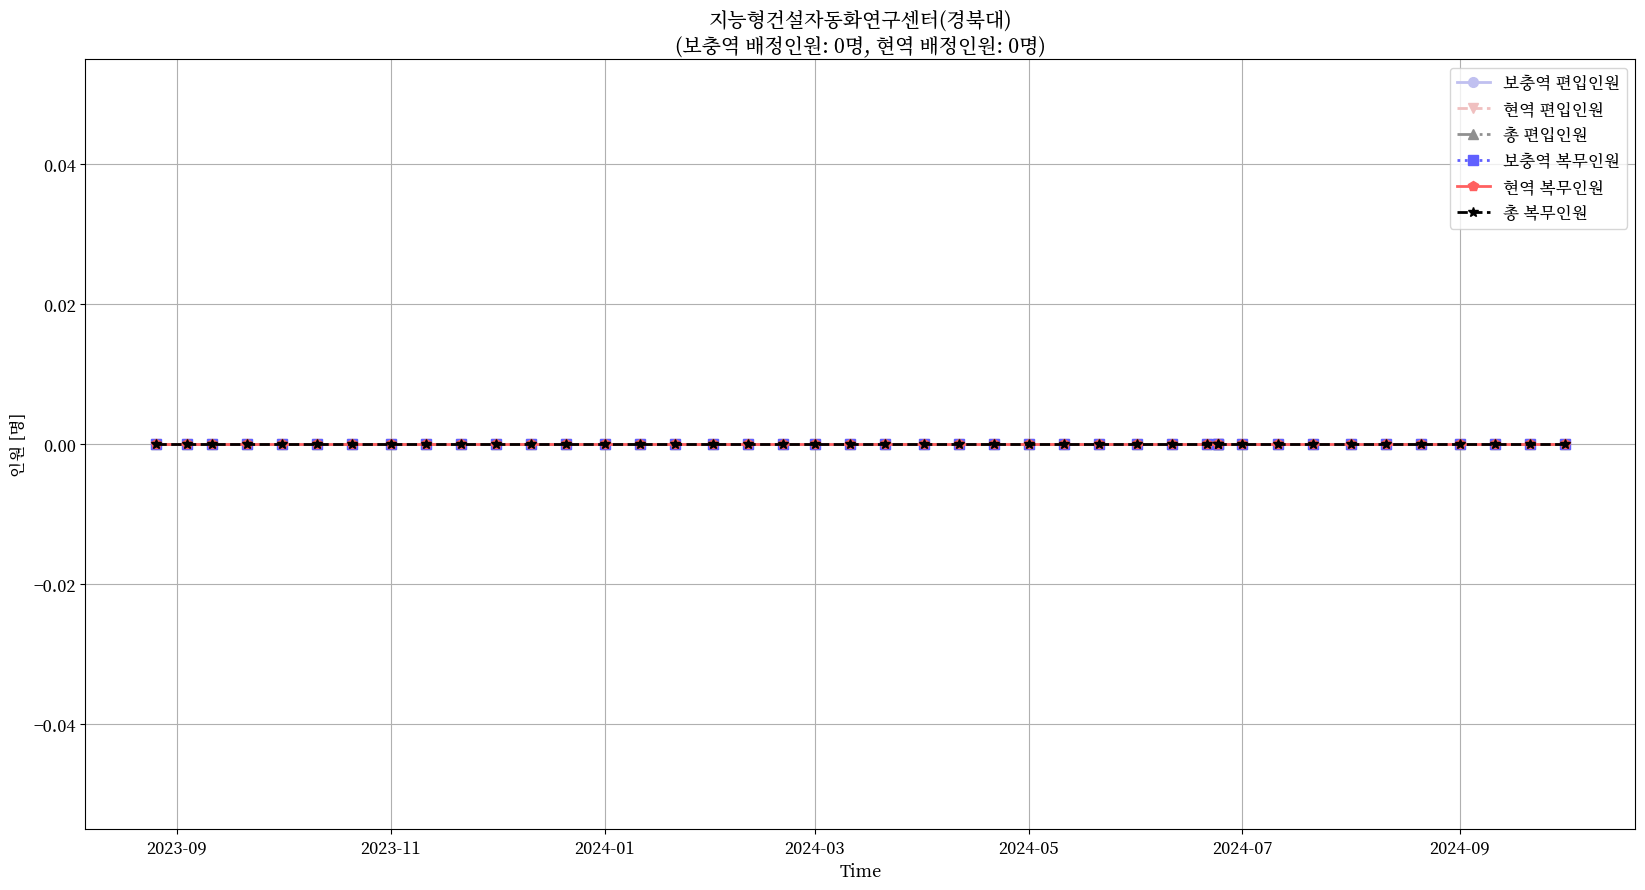 지능형건설자동화연구센터(경북대)
(보충역 배정인원: 0명, 현역 배정인원: 0명)
보충역 편입인원
현역 편입인원
총 편입인원
보충역 복무인원
현역 복무인원
총 복무인원
인원 [명]
0.04
0.02
0.00
−0.02
−0.04
2023-09
2023-11
2024-01
2024-03
2024-05
2024-07
2024-09
Time